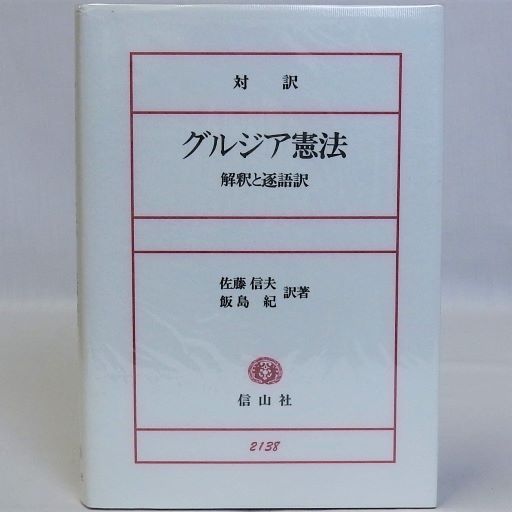 対訳
グルジア憲法
解釈と逐語訳
佐藤信夫
飯島紀 訳著
信山社
2138